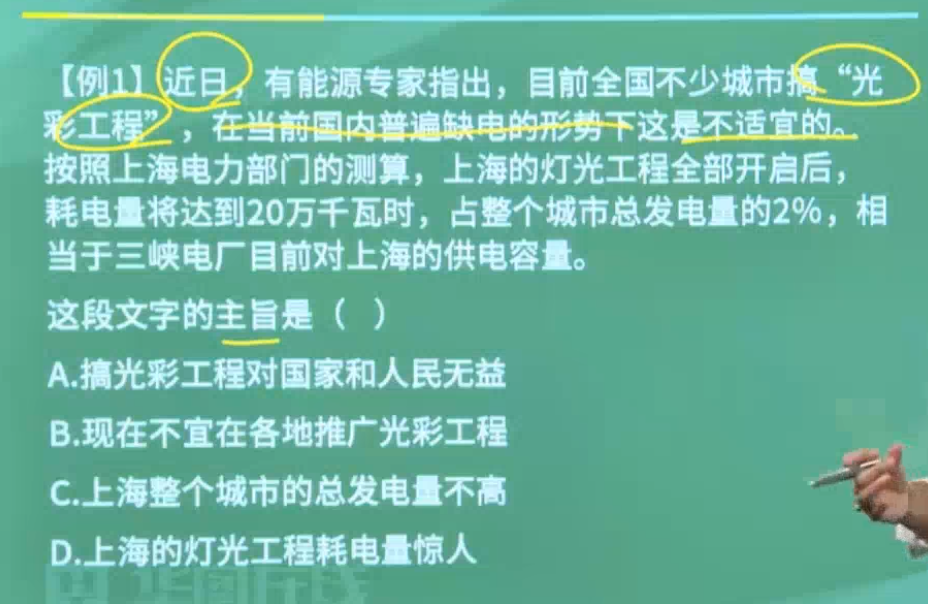 【例1】近日，有能源专家指出，目前全国不少城市搞“光
彩工程”，在当前国内普遍缺电的形势下这是不适宜的。
按照上海电力部门的测算，上海的灯光工程全部开启后，
耗电量将达到20万千瓦时，占整个城市总发电量的2%，相
当于三峡电厂目前对上海的供电容量。
这段文字的主旨是（ ）
A.搞光彩工程对国家和人民无益
B.现在不宜在各地推广光彩工程
C.上海整个城市的总发电量不高
D.上海的灯光工程耗电量惊人
华图在线